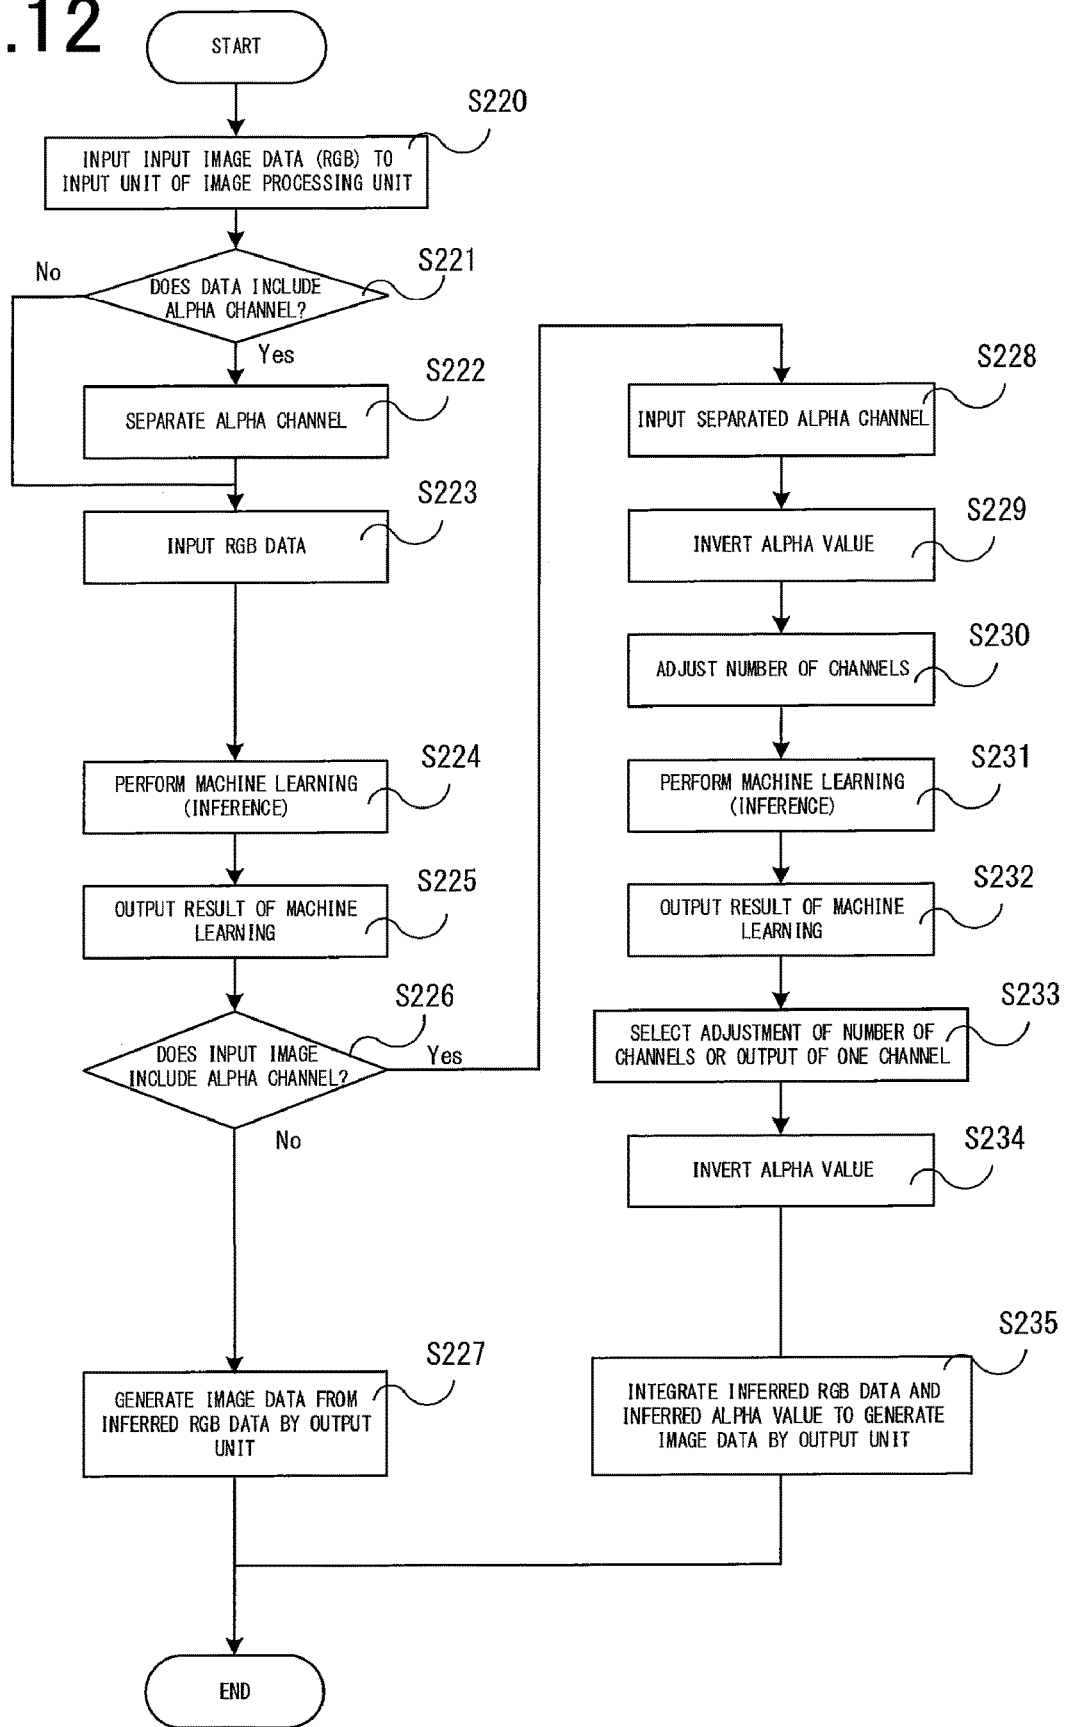 .12
START
S220
INPUT INPUT IMAGE DATA (RGB) TO
INPUT UNIT OF IMAGE PROCESSING UNIT
S221
No
DOES DATA INCLUDE
ALPHA CHANNEL?
Yes
S222
SEPARATE ALPHA CHANNEL
S223
INPUT RGB DATA
S224
PERFORM MACHINE LEARNING
(INFERENCE)
S225
OUTPUT RESULT OF MACHINE
LEARNING
S226
DOES INPUT IMAGE
INCLUDE ALPHA CHANNEL?
Yes
No
S227
GENERATE IMAGE DATA FROM
INFERRED RGB DATA BY OUTPUT
UNIT
S228
INPUT SEPARATED ALPHA CHANNEL
S229
INVERT ALPHA VALUE
S230
ADJUST NUMBER OF CHANNELS
S231
PERFORM MACHINE LEARNING
(INFERENCE)
S232
OUTPUT RESULT OF MACHINE
LEARNING
S233
SELECT ADJUSTMENT OF NUMBER OF
CHANNELS OR OUTPUT OF ONE CHANNEL
S234
INVERT ALPHA VALUE
S235
INTEGRATE INFERRED RGB DATA AND
INFERRED ALPHA VALUE TO GENERATE
IMAGE DATA BY OUTPUT UNIT
END